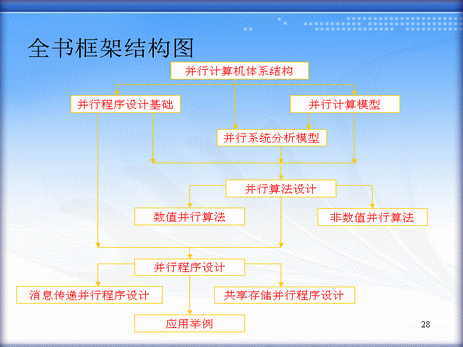 全书框架结构图
并行计算机体系结构
并行程序设计基础
并行计算模型
并行系统分析模型
并行算法设计
数值并行算法
非数值并行算法
并行程序设计
消息传递并行程序设计
共享存储并行程序设计
应用举例
28